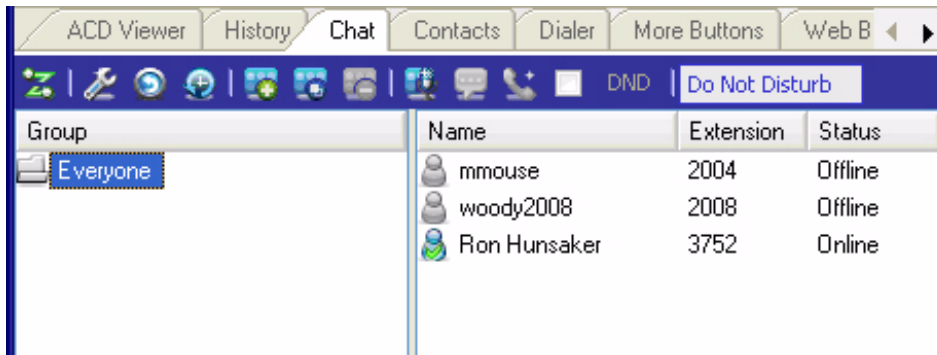 ACD Viewer History Chat Contacts Dialer More Buttons Web B
DND Do Not Disturb
Group Name Extension Status
Everyone mmouse 2004 Offline
woody2008 2008 Offline
Ron Hunsaker 3752 Online